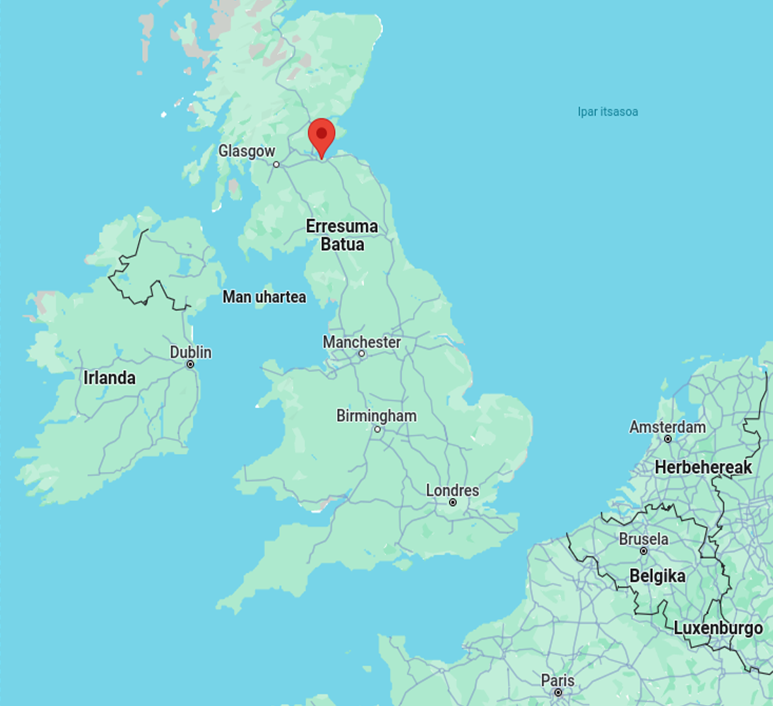 Ipar itsasoa
Glasgow
Erresuma
Batua
Man uhartea
Manchester
Dublin
Irlanda
Birmingham
Amsterdam
Herbehereak
Londres
Brusela
Belgika
Luxenburgo
Paris